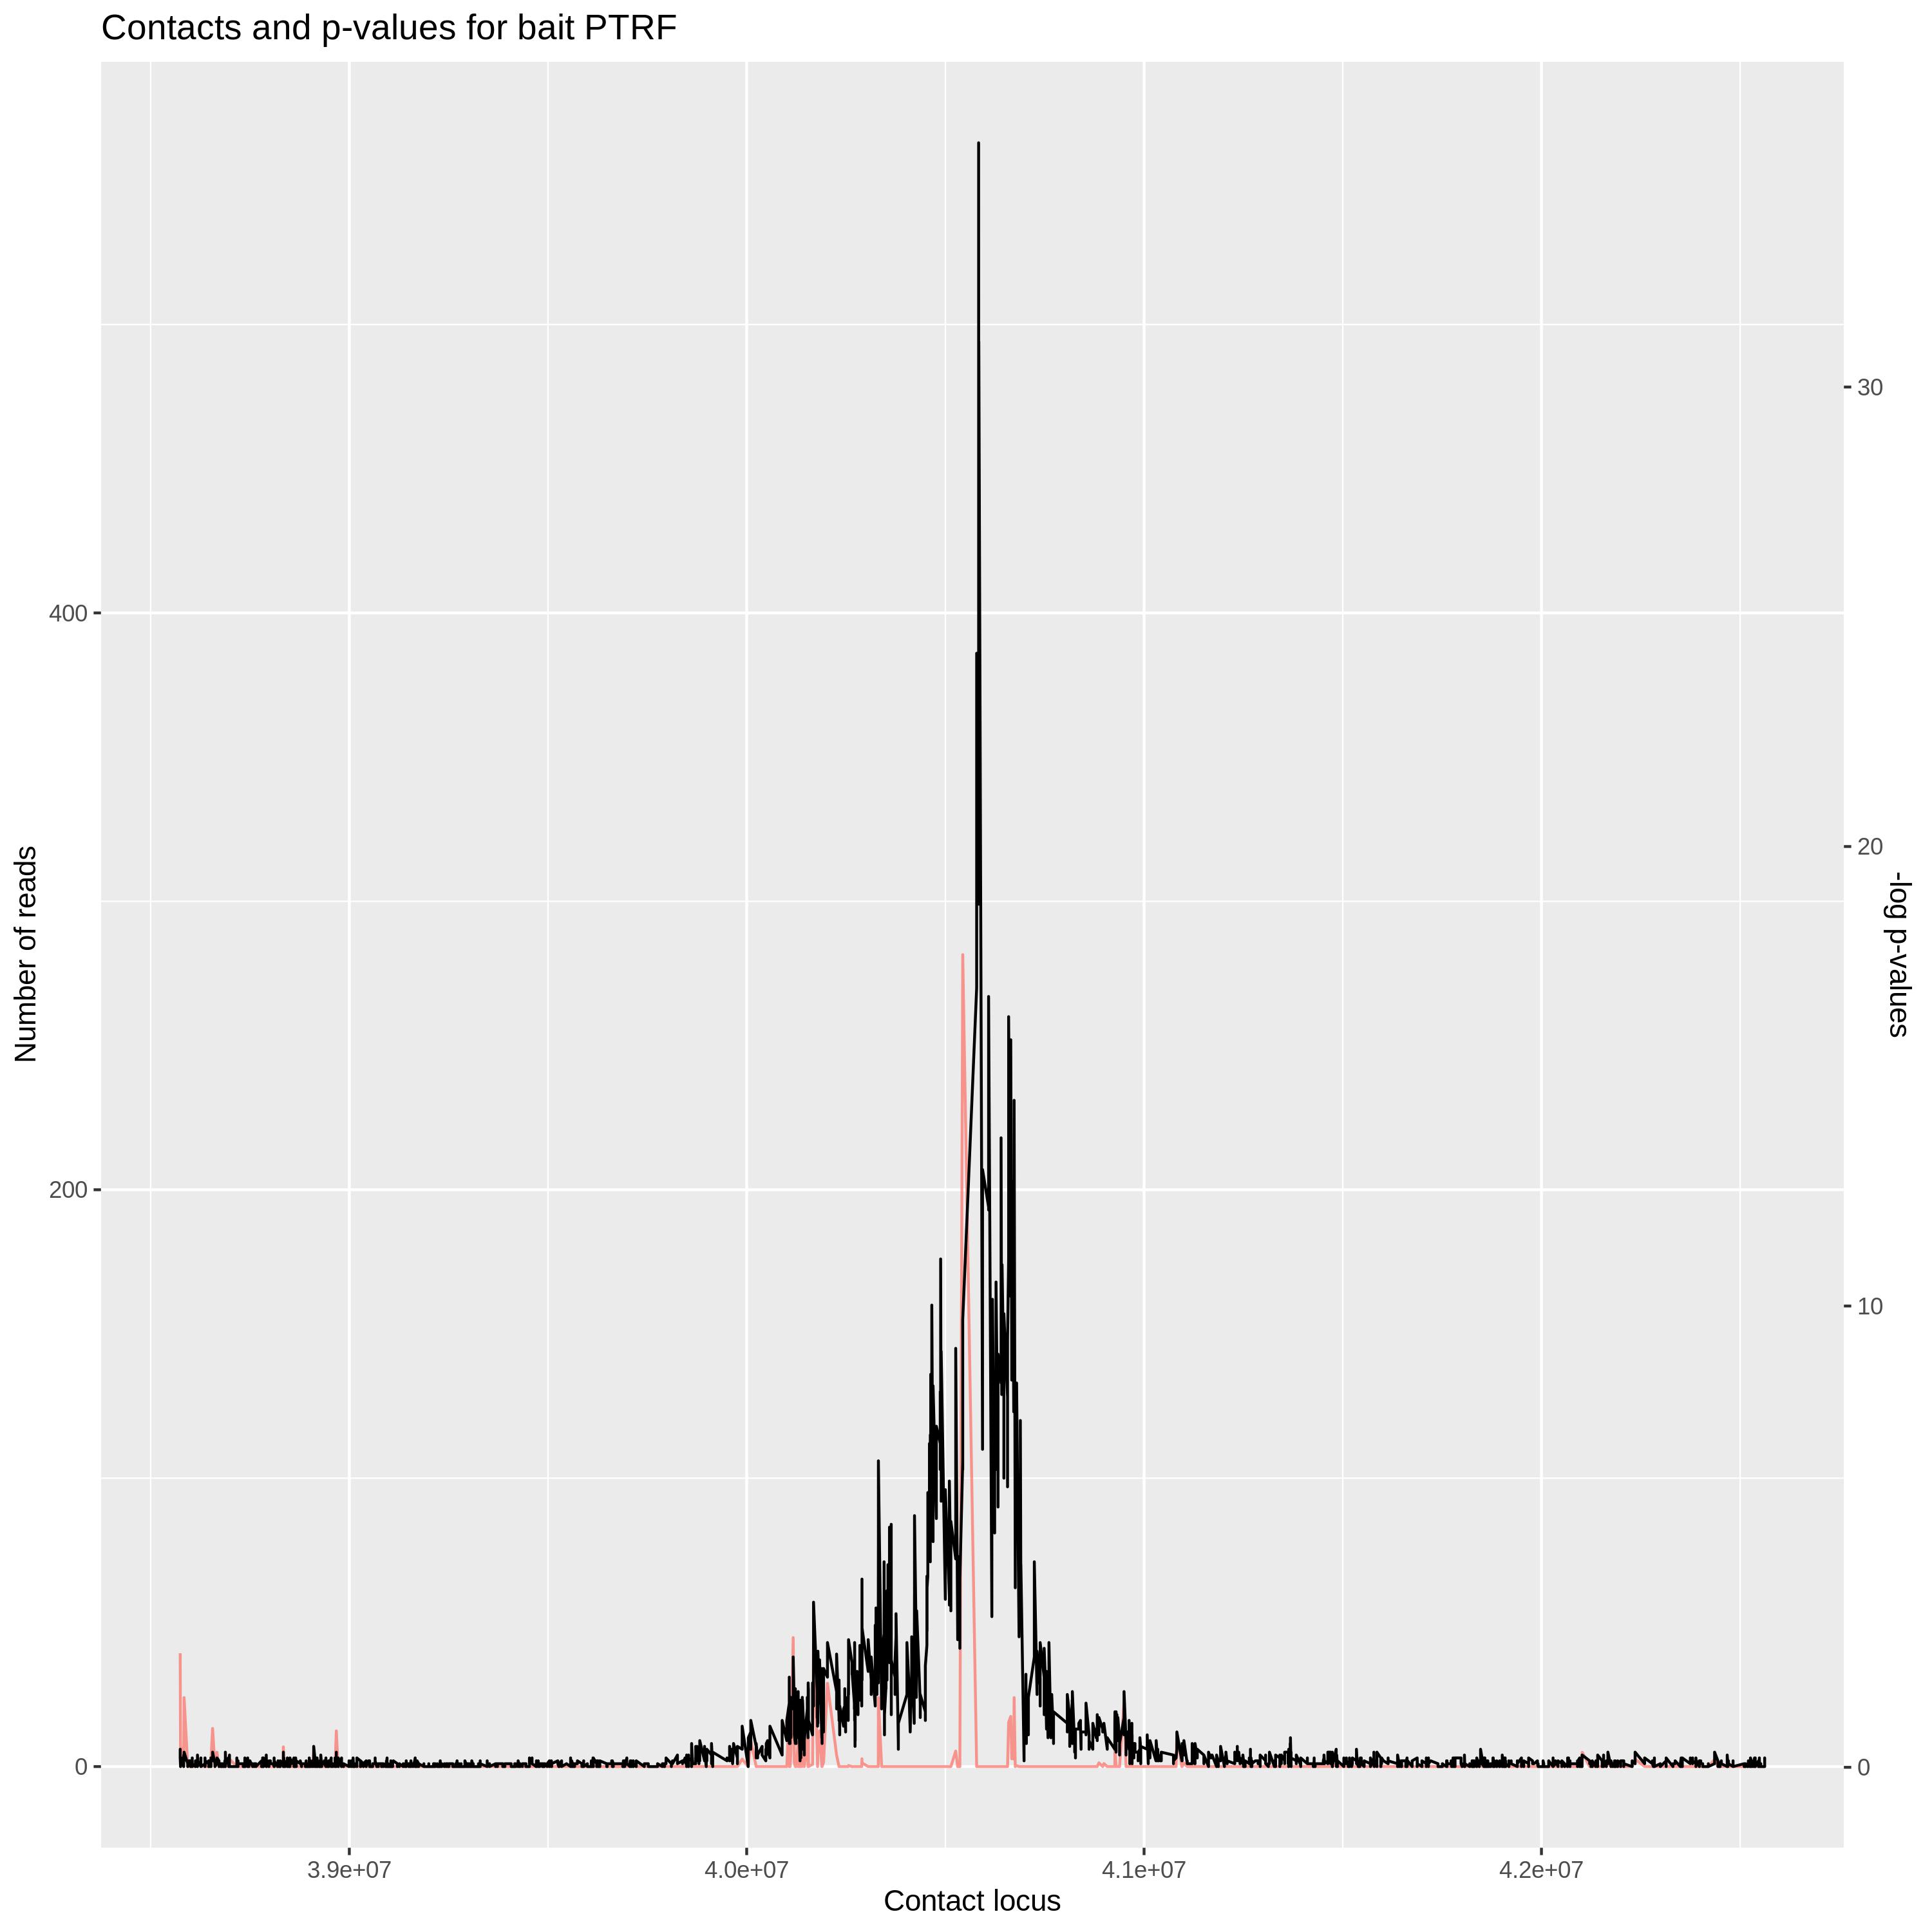 Contacts and p-values for bait PTRF
Number of reads
400
200
0
30
20
10
0
-log p-values
3.9e+07
4.0e+07
4.1e+07
4.2e+07
Contact locus